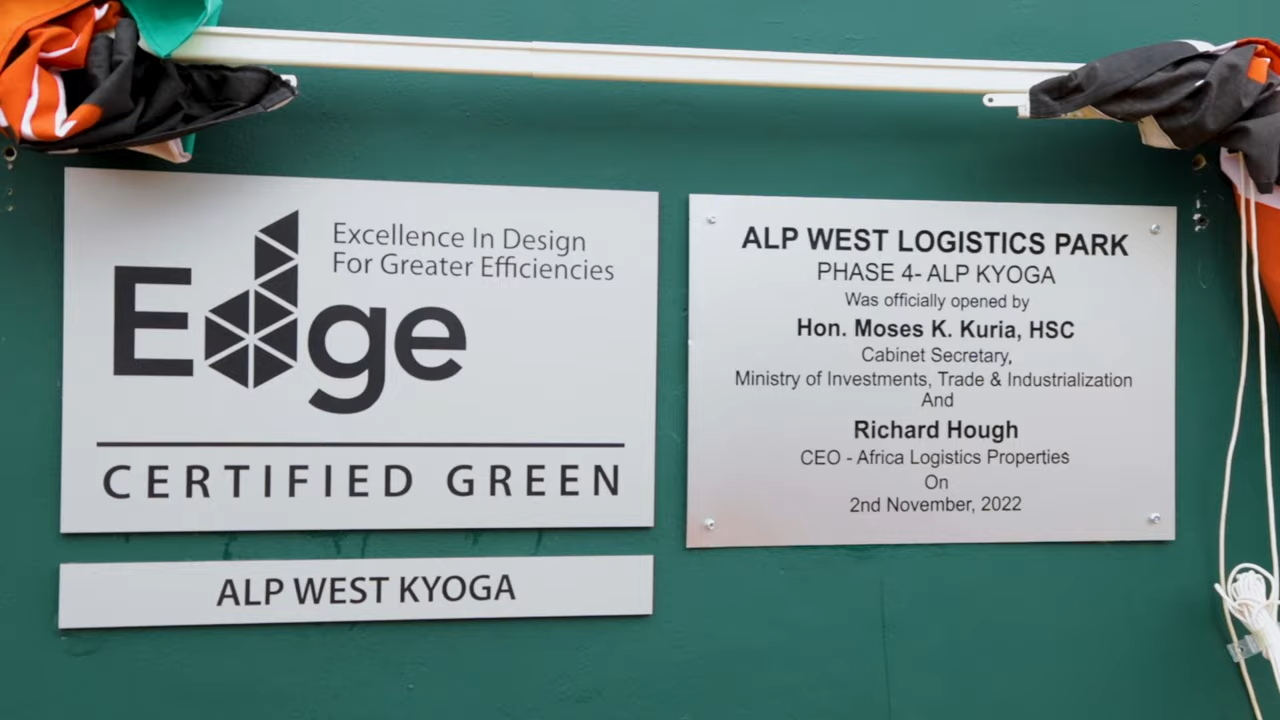 Edge
Excellence In Design
For Greater Efficiencies
CERTIFIED GREEN
ALP WEST KYOGA
ALP WEST LOGISTICS PARK
PHASE 4- ALP KYOGA
Was officially opened by
Hon. Moses K. Kuria, HSC
Cabinet Secretary,
Ministry of Investments, Trade & Industrialization
And
Richard Hough
CEO - Africa Logistics Properties
On
2nd November, 2022